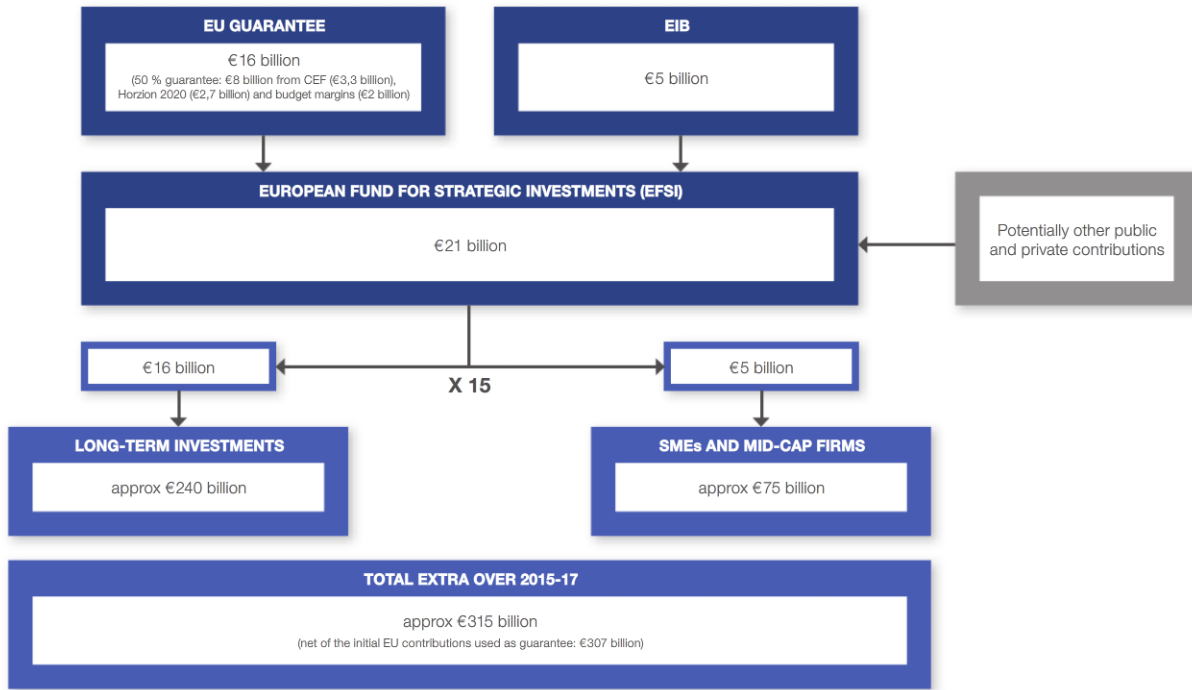 EU GUARANTEE
€16 billion
(50 % guarantee: €8 billion from CEF (€3,3 billion),
Horzion 2020 (€2,7 billion) and budget margins (€2 billion)
EIB
€5 billion
EUROPEAN FUND FOR STRATEGIC INVESTMENTS (EFSI)
€21 billion
Potentially other public
and private contributions
€16 billion
X 15
€5 billion
LONG-TERM INVESTMENTS
approx €240 billion
SMEs AND MID-CAP FIRMS
approx €75 billion
TOTAL EXTRA OVER 2015-17
approx €315 billion
(net of the initial EU contributions used as guarantee: €307 billion)